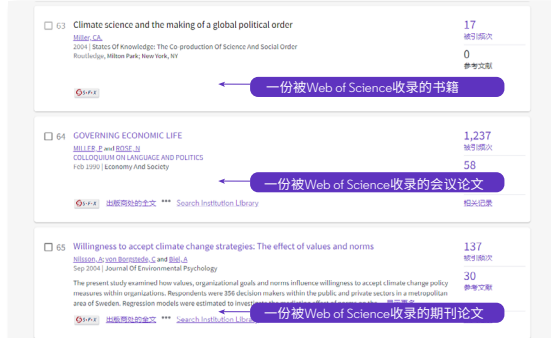 63 Climate science and the making of a global political order
17
Miller, CA.
被引频次
2004 | States Of Knowledge: The Co-production Of Science And Social Order
0
Routledge, Milton Park; New York, NY
参考文献
一份被Web of Science收录的书籍
S·F·X
64 GOVERNING ECONOMIC LIFE
1,237
MILLER, P and ROSE, N
被引频次
COLLOQUIUM ON LANGUAGE AND POLITICS
Feb 1990 | Economy And Society
58
一份被Web of Science收录的会议论文
S·F·X 出版商处的全文 *** Search Institution Library
相关记录
65 Willingness to accept climate change strategies: The effect of values and norms
137
Nilsson, A; von Borgstede, C and Biel, A
被引频次
Sep 2004 | Journal Of Environmental Psychology
30
The present study examined how values, organizational goals and norms influence willingness to accept climate change policy
参考文献
measures within organizations. Respondents were 356 decision makers within the public and private sectors in a metropolitan
area of Sweden. Regression models were estimated to
一份被Web of Science收录的期刊论文
S·F·X 出版商处的全文 *** Search Institution